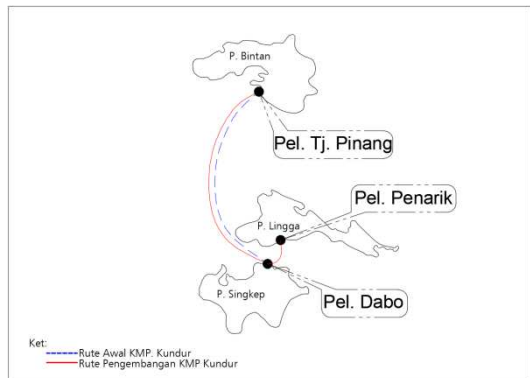 P. Bintan
Pel. Tj. Pinang
Pel. Penarik
P. Lingga
P. Singkep
Pel. Dabo
Ket:
Rute Awal KMP. Kundur
Rute Pengembangan KMP Kundur